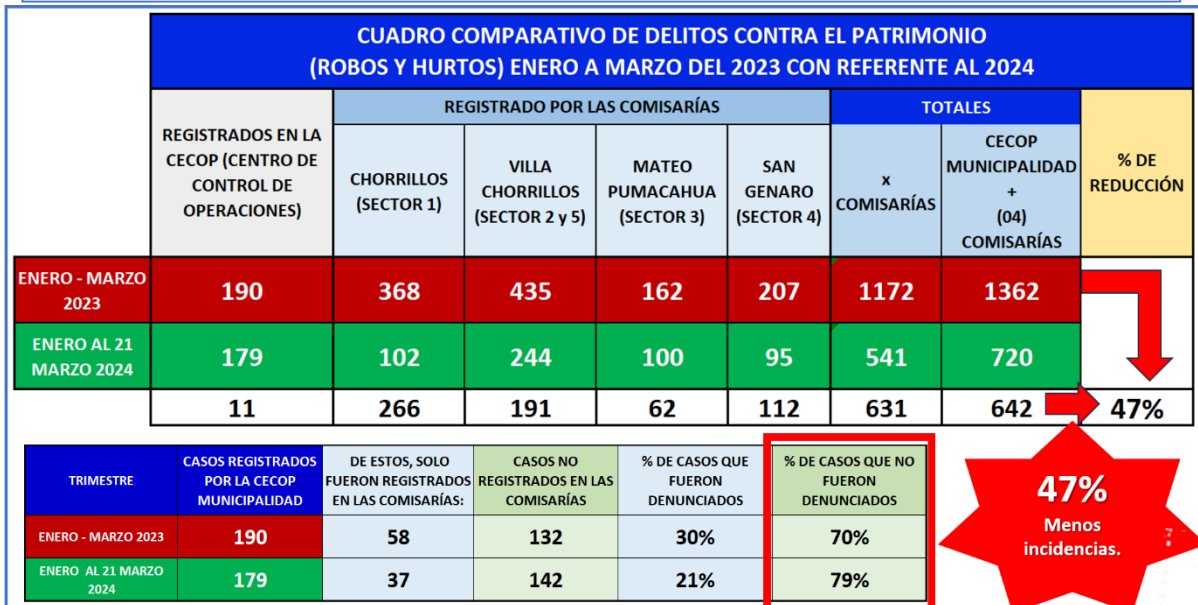 CUADRO COMPARATIVO DE DELITOS CONTRA EL PATRIMONIO
(ROBOS Y HURTOS) ENERO A MARZO DEL 2023 CON REFERENTE AL 2024
REGISTRADOS EN LA
CECOP (CENTRO DE
CONTROL DE
OPERACIONES)
REGISTRADO POR LAS COMISARÍAS
TOTALES
% DE
REDUCCIÓN
CHORRILLOS
(SECTOR 1)
VILLA
CHORRILLOS
(SECTOR 2 y 5)
MATEO
PUMACAHUA
(SECTOR 3)
SAN
GENARO
(SECTOR 4)
x
COMISARÍAS
CECOP
MUNICIPALIDAD
+
(04)
COMISARÍAS
ENERO - MARZO
2023
190 368 435 162 207 1172 1362
ENERO AL 21
MARZO 2024
179 102 244 100 95 541 720
11 266 191 62 112 631 642 47%
TRIMESTRE
CASOS REGISTRADOS
POR LA CECOP
MUNICIPALIDAD
DE ESTOS, SOLO
FUERON REGISTRADOS
EN LAS COMISARÍAS:
CASOS NO
REGISTRADOS EN LAS
COMISARÍAS
% DE CASOS QUE
FUERON
DENUNCIADOS
% DE CASOS QUE NO
FUERON
DENUNCIADOS
ENERO - MARZO 2023 190 58 132 30% 70%
ENERO AL 21 MARZO
2024
179 37 142 21% 79%
47%
Menos
incidencias.